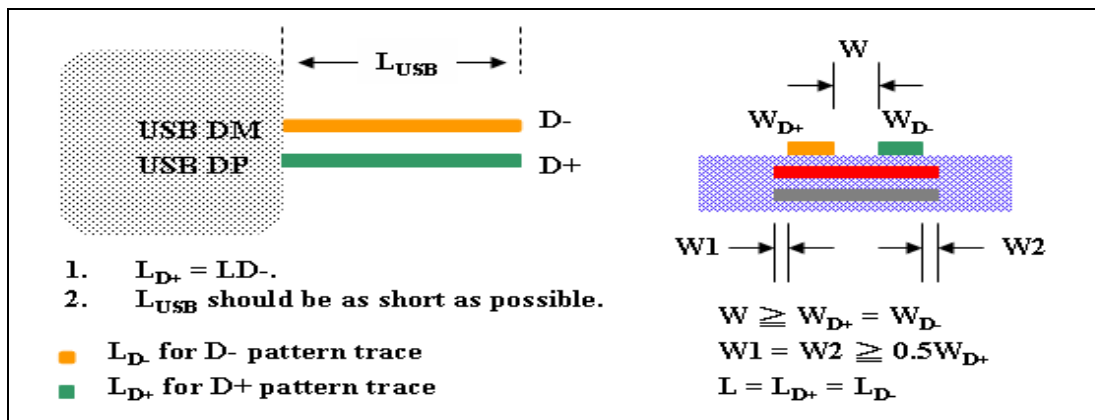 L_USB
USB DM
D-
USB DP
D+
1. L_D+ = LD-.
2. L_USB should be as short as possible.
L_D- for D- pattern trace
L_D+ for D+ pattern trace
W
W_D+ W_D-
W1 W2
W ≧ W_D+ = W_D-
W1 = W2 ≧ 0.5W_D+
L = L_D+ = L_D-